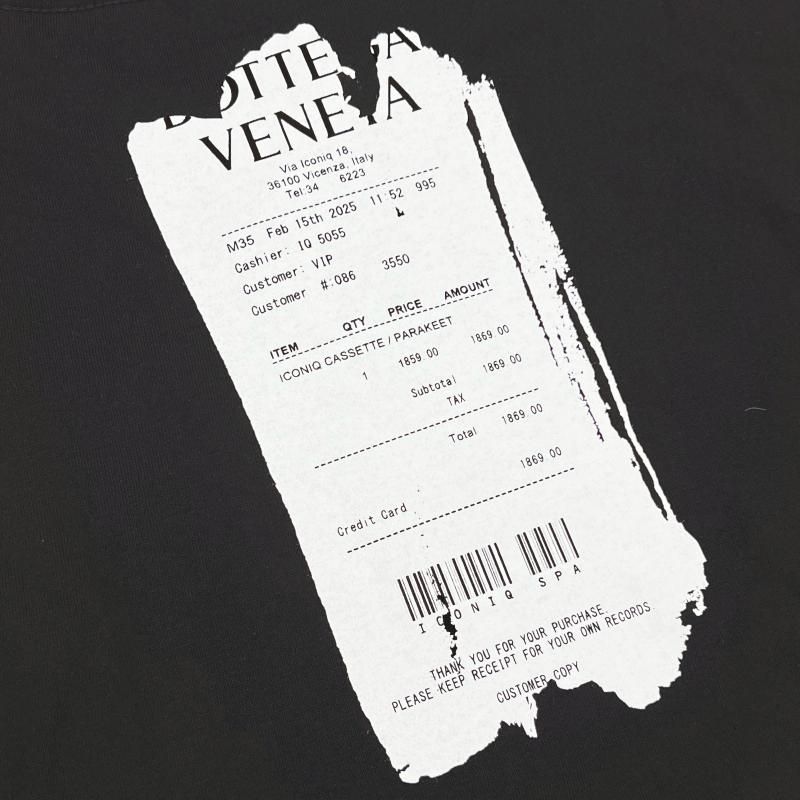 BOTTEGA
VENETA
Via Iconiq 18,
36100 Vicenza, Italy
Tel:34 6223
M35 Feb 15th 2025 11 52 995
Cashier: IQ 5055
Customer: VIP
Customer #:086 3550
ITEM QTY PRICE AMOUNT
ICONIQ CASSETTE / PARAKEET
1 1859 00 1869 00
Subtotal 1869 00
TAX
Total 1869 00
1869 00
Credit Card
ICONIQ SPA
THANK YOU FOR YOUR PURCHASE.
PLEASE KEEP RECEIPT FOR YOUR OWN RECORDS
CUSTOMER COPY